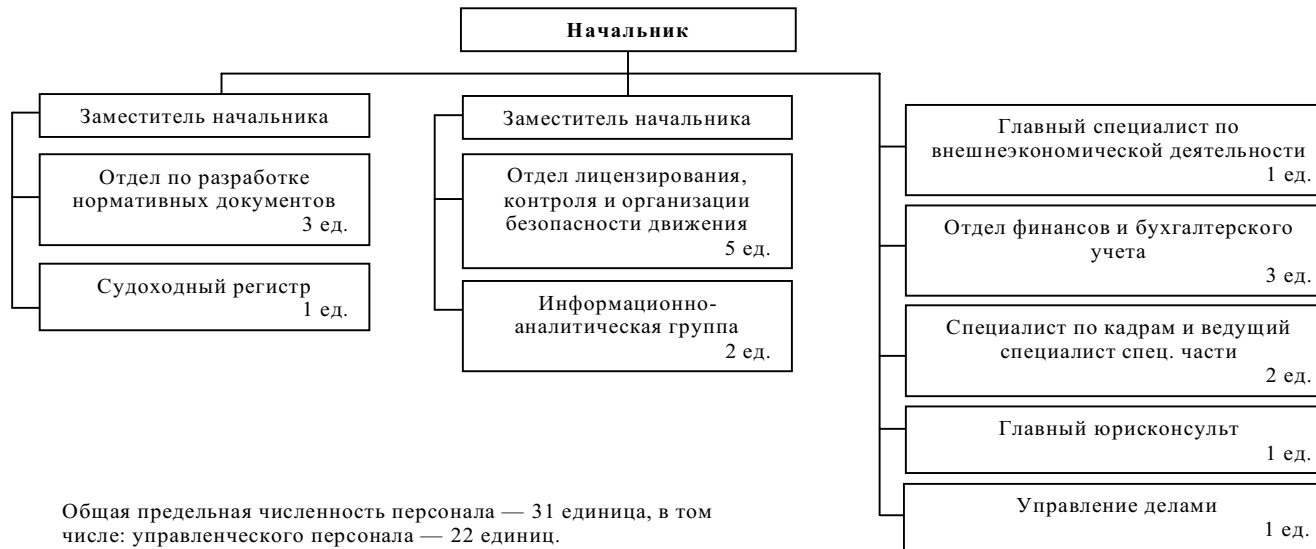 Начальник
Заместитель начальника
Отдел по разработке
нормативных документов
3 ед.
Судоходный регистр
1 ед.
Заместитель начальника
Отдел лицензирования,
контроля и организации
безопасности движения
5 ед.
Информационно-
аналитическая группа
2 ед.
Главный специалист по
внешнеэкономической деятельности
1 ед.
Отдел финансов и бухгалтерского
учета
3 ед.
Специалист по кадрам и ведущий
специалист спец. части
2 ед.
Главный юрисконсульт
1 ед.
Управление делами
1 ед.
Общая предельная численность персонала — 31 единица, в том
числе: управленческого персонала — 22 единиц.